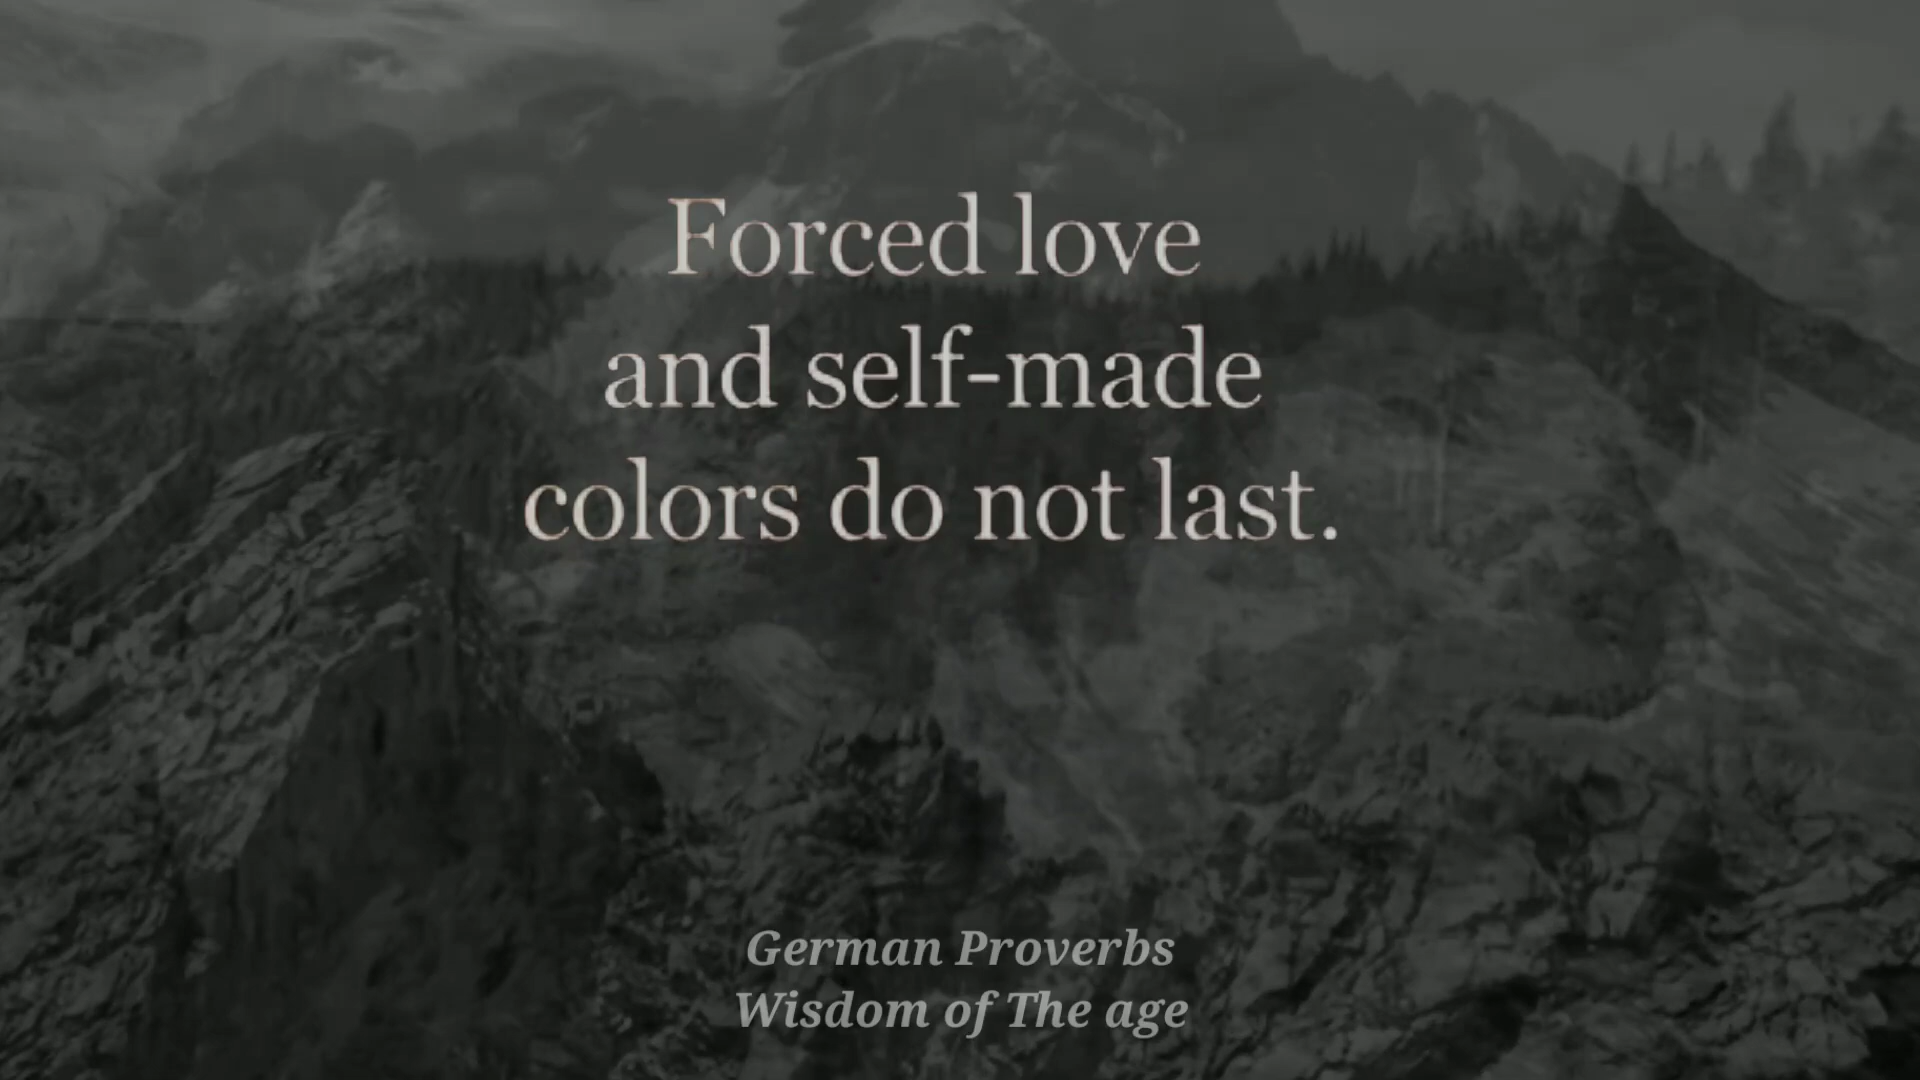 Forced love
and self-made
colors do not last.
German Proverbs
Wisdom of The age